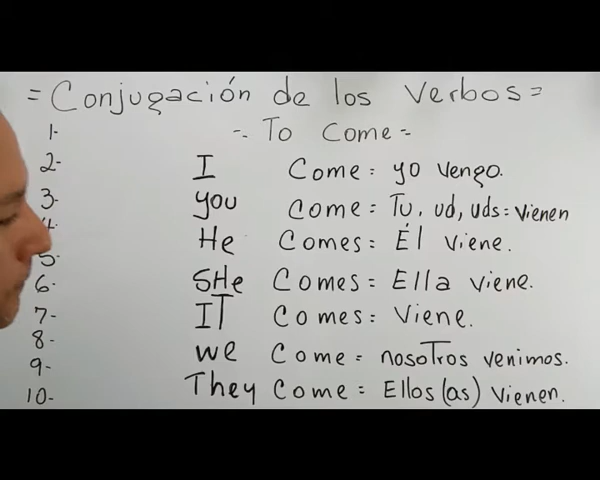 = Conjugación de los Verbos =
1- -. To Come -
2- I Come = yo vengo.
3- you Come = Tu, ud, uds = vienen
4- He Comes = Él viene.
5-
6- SHe Comes = Ella viene.
7- IT Comes = Viene.
8-
9- we Come = nosoTros venimos.
10- They Come = Ellos(as) vienen.